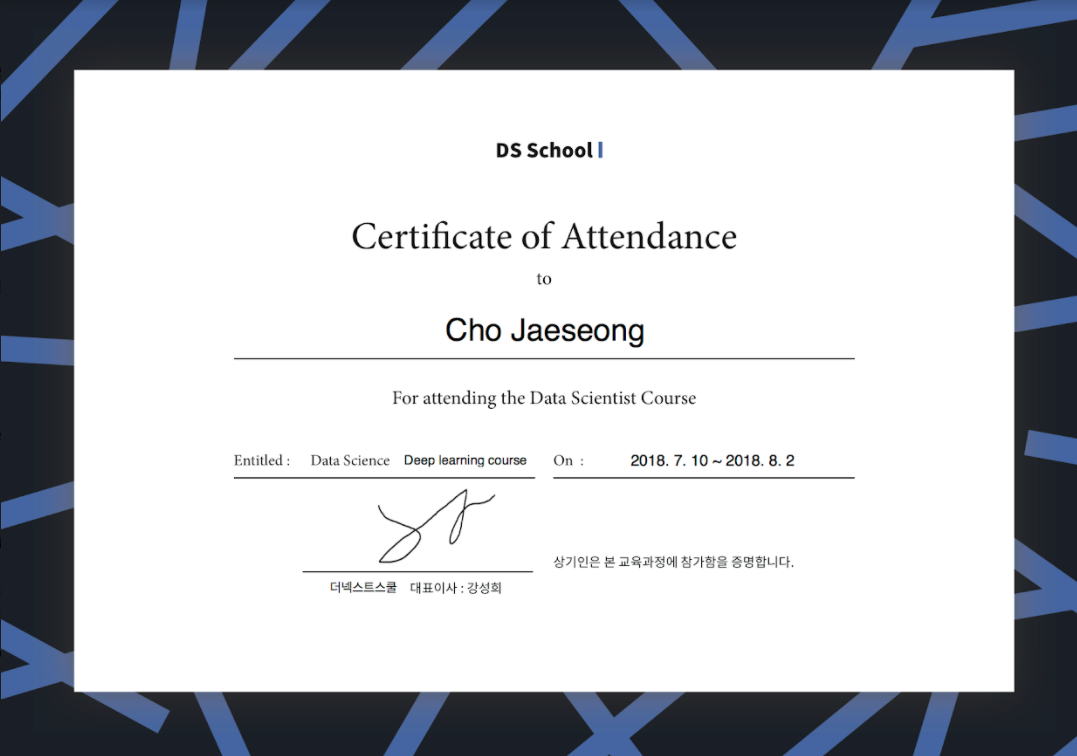 DS School
Certificate of Attendance
to
Cho Jaeseong
For attending the Data Scientist Course
Entitled : Data Science Deep learning course On : 2018. 7. 10 ~ 2018. 8. 2
상기인은 본 교육과정에 참가함을 증명합니다.
더넥스트스쿨 대표이사 : 강성희